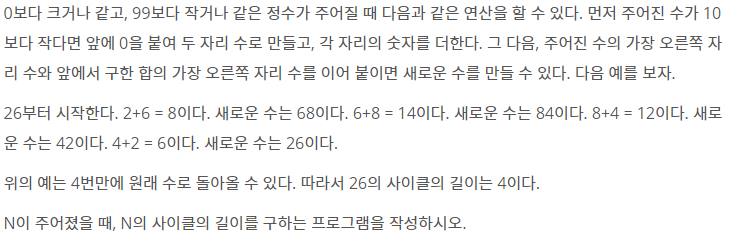 0보다 크거나 같고, 99보다 작거나 같은 정수가 주어질 때 다음과 같은 연산을 할 수 있다. 먼저 주어진 수가 10
보다 작다면 앞에 0을 붙여 두 자리 수로 만들고, 각 자리의 숫자를 더한다. 그 다음, 주어진 수의 가장 오른쪽 자
리 수와 앞에서 구한 합의 가장 오른쪽 자리 수를 이어 붙이면 새로운 수를 만들 수 있다. 다음 예를 보자.
26부터 시작한다. 2+6 = 8이다. 새로운 수는 68이다. 6+8 = 14이다. 새로운 수는 84이다. 8+4 = 12이다. 새로
운 수는 42이다. 4+2 = 6이다. 새로운 수는 26이다.
위의 예는 4번만에 원래 수로 돌아올 수 있다. 따라서 26의 사이클의 길이는 4이다.
N이 주어졌을 때, N의 사이클의 길이를 구하는 프로그램을 작성하시오.